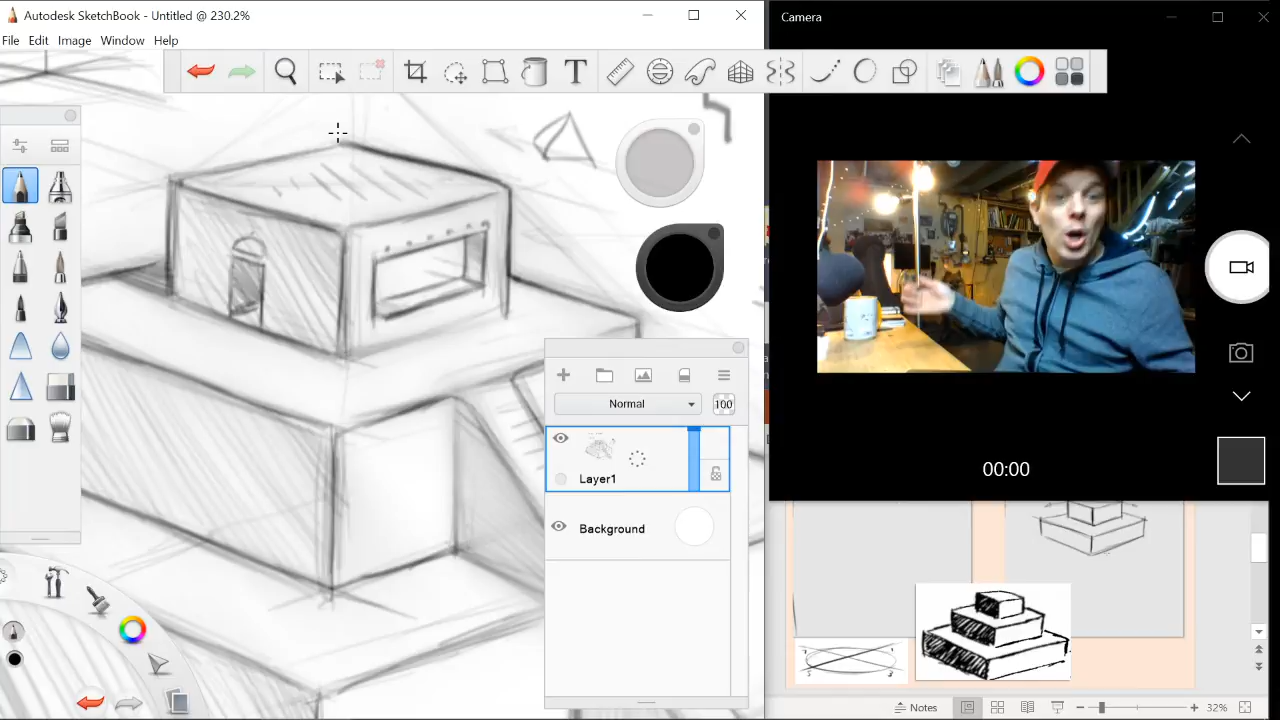 Autodesk SketchBook - Untitled @ 230.2%
File Edit Image Window Help
Camera
Normal
100
Layer1
Background
00:00
Notes
32%